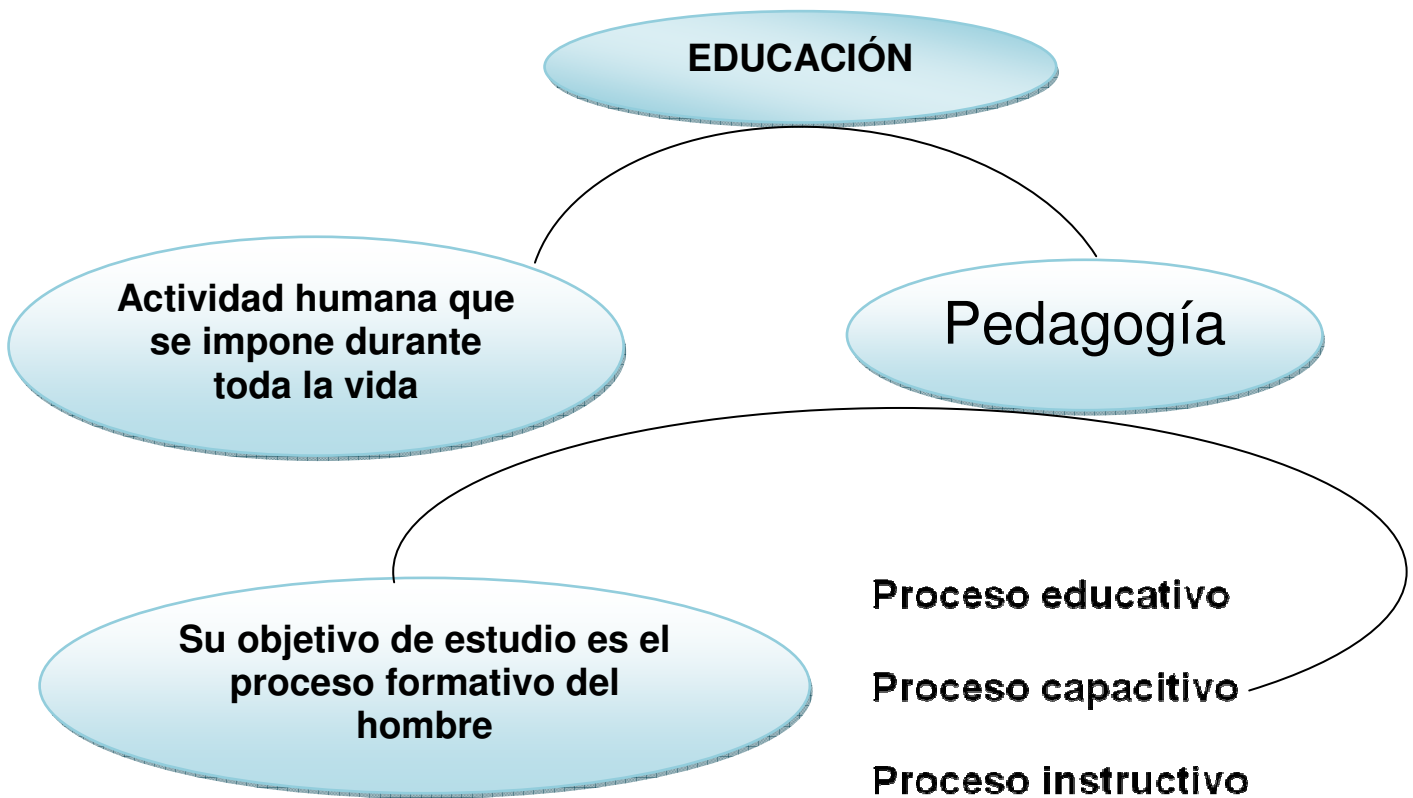 EDUCACIÓN
Actividad humana que
se impone durante
toda la vida
Pedagogía
Su objetivo de estudio es el
proceso formativo del
hombre
Proceso educativo
Proceso capacitivo
Proceso instructivo